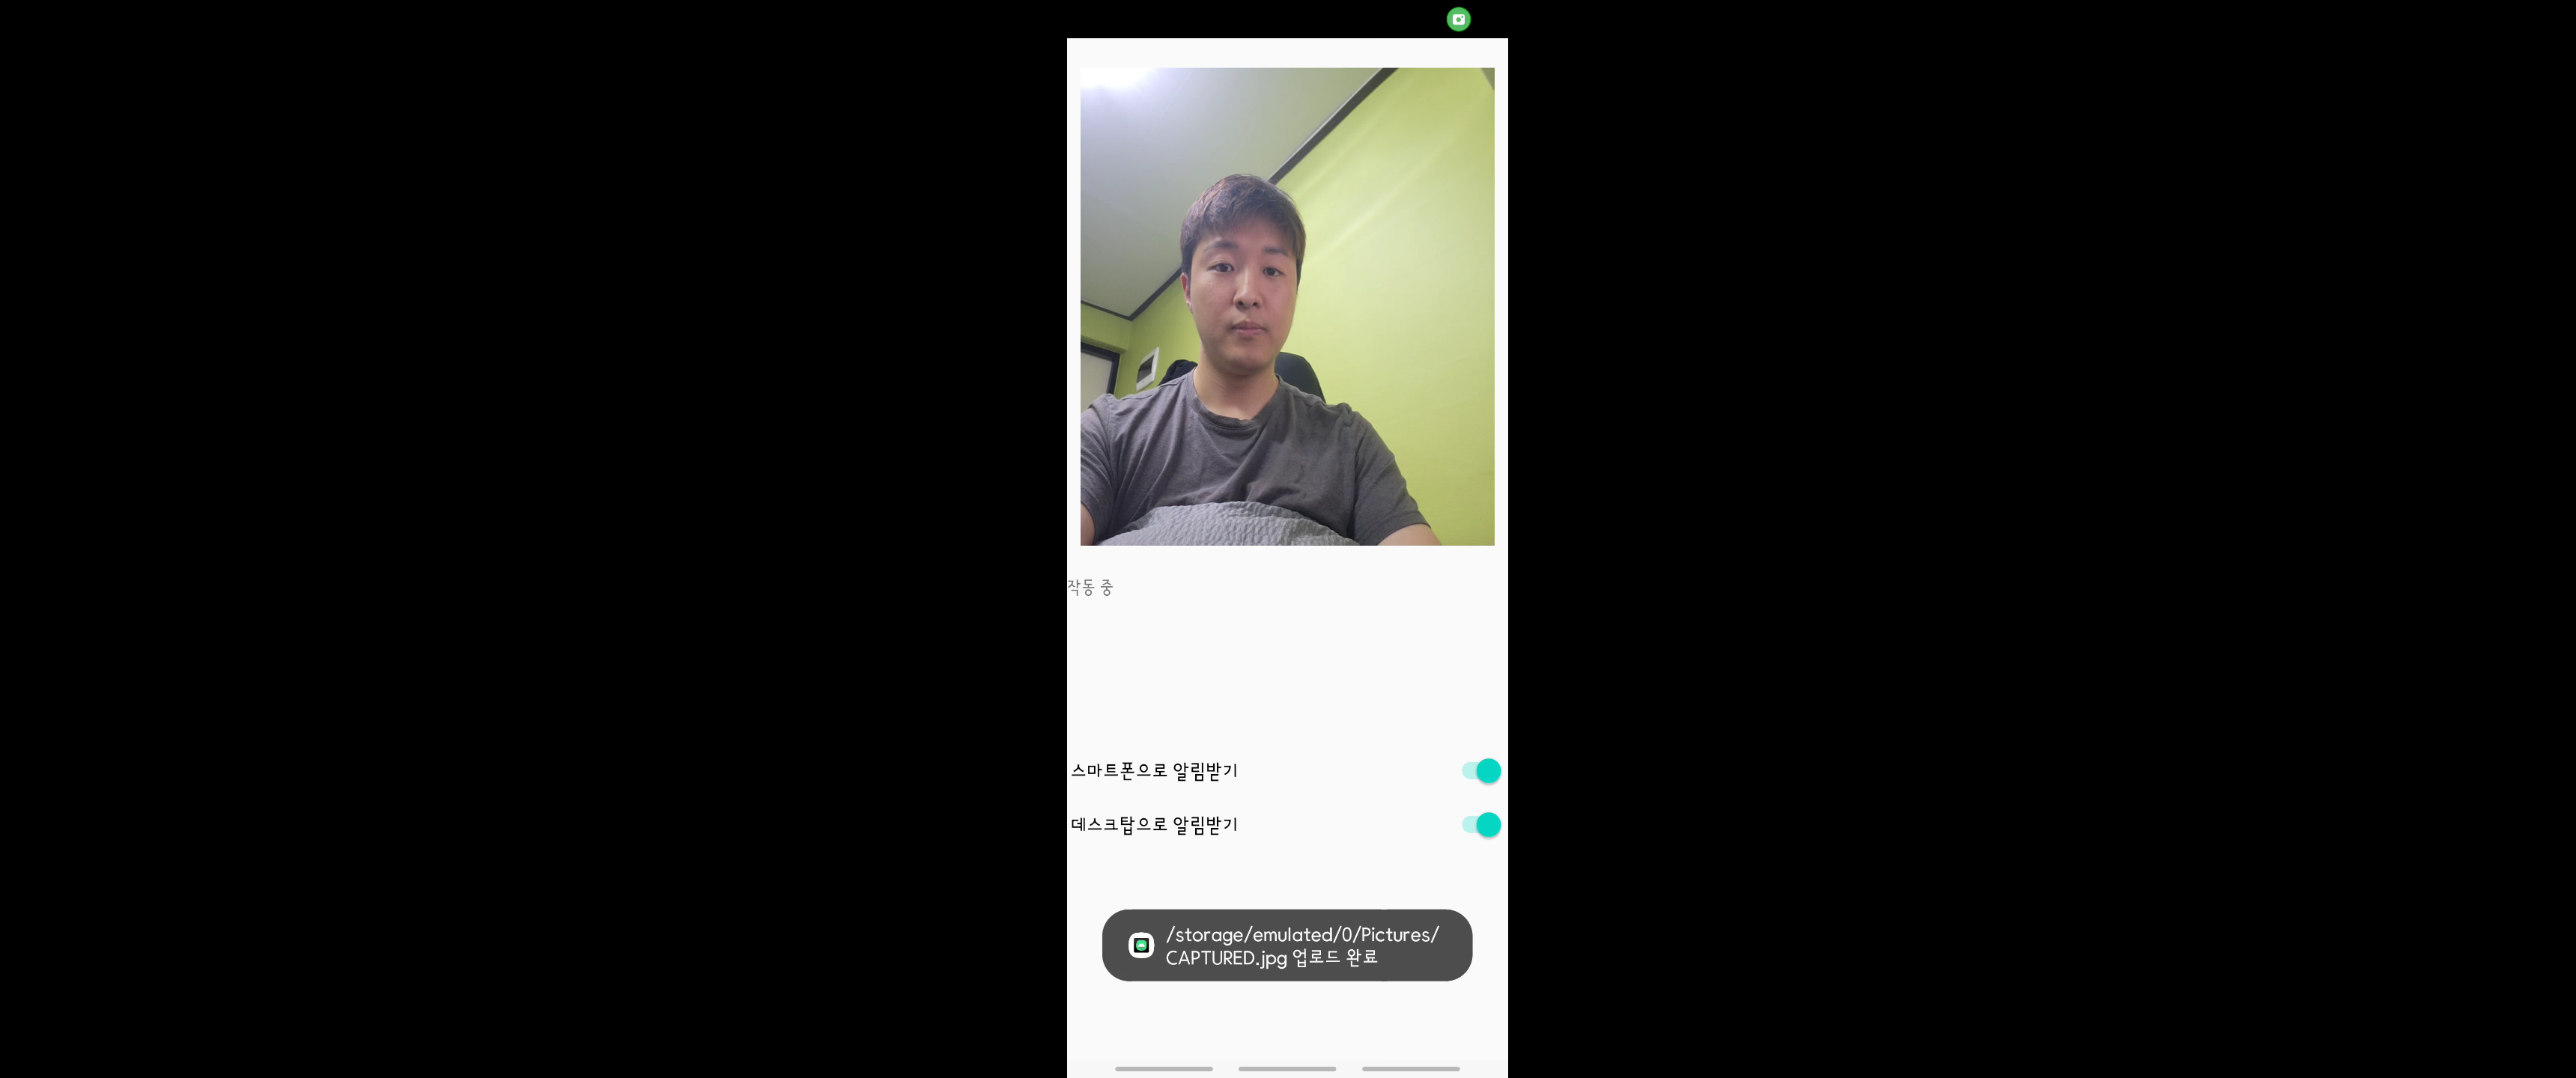 작동 중
스마트폰으로 알림받기
데스크탑으로 알림받기
/storage/emulated/0/Pictures/
CAPTURED.jpg 업로드 완료